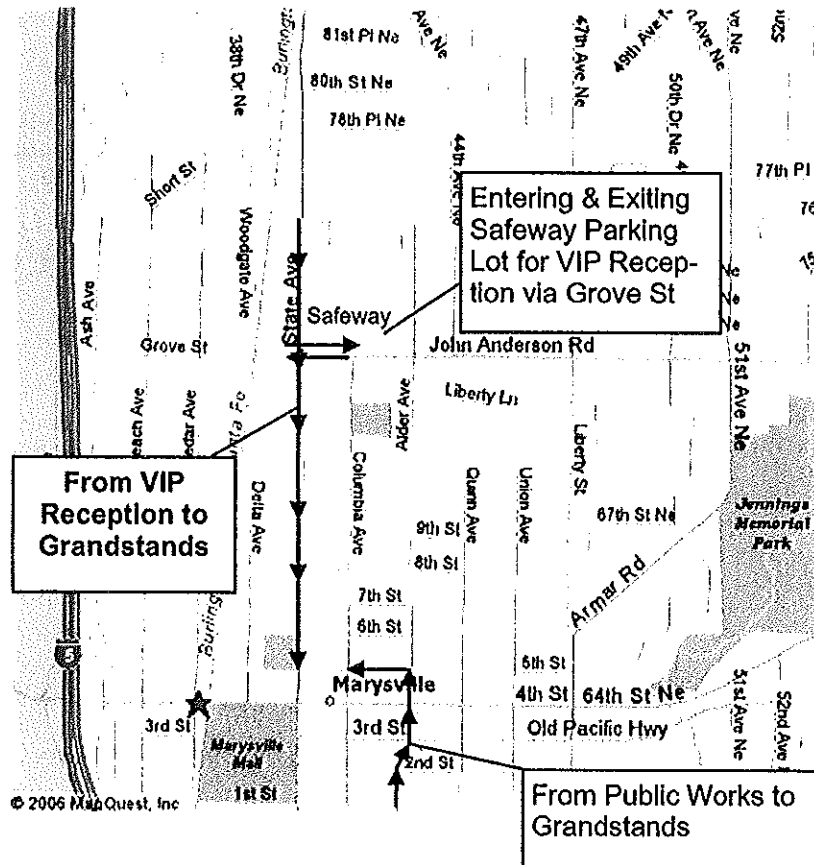 81st Pl Ne
Ave Ne
38th Dr Ne
80th St Ne
78th Pl Ne
47th Ave Ne
49th Ave
50th Dr Ne
77th Pl
Short St
Woodgate Ave
Ash Ave
State Ave
Entering & Exiting
Safeway Parking
Lot for VIP Recep-
tion via Grove St
Safeway
Grove St
John Anderson Rd
51st Ave Ne
Liberty Ln
Alder Ave
From VIP
Reception to
Grandstands
Delta Ave
Columbia Ave
Quinn Ave
Union Ave
Liberty St
67th St Ne
Jennings
Memorial
Park
Armar Rd
9th St
8th St
7th St
6th St
5th St
5
Marysville
4th St
64th St Ne
3rd St
3rd St
Old Pacific Hwy
51st Ave Ne
52nd Ave
Marysville
Mall
2nd St
1st St
© 2006 MapQuest, Inc
From Public Works to
Grandstands